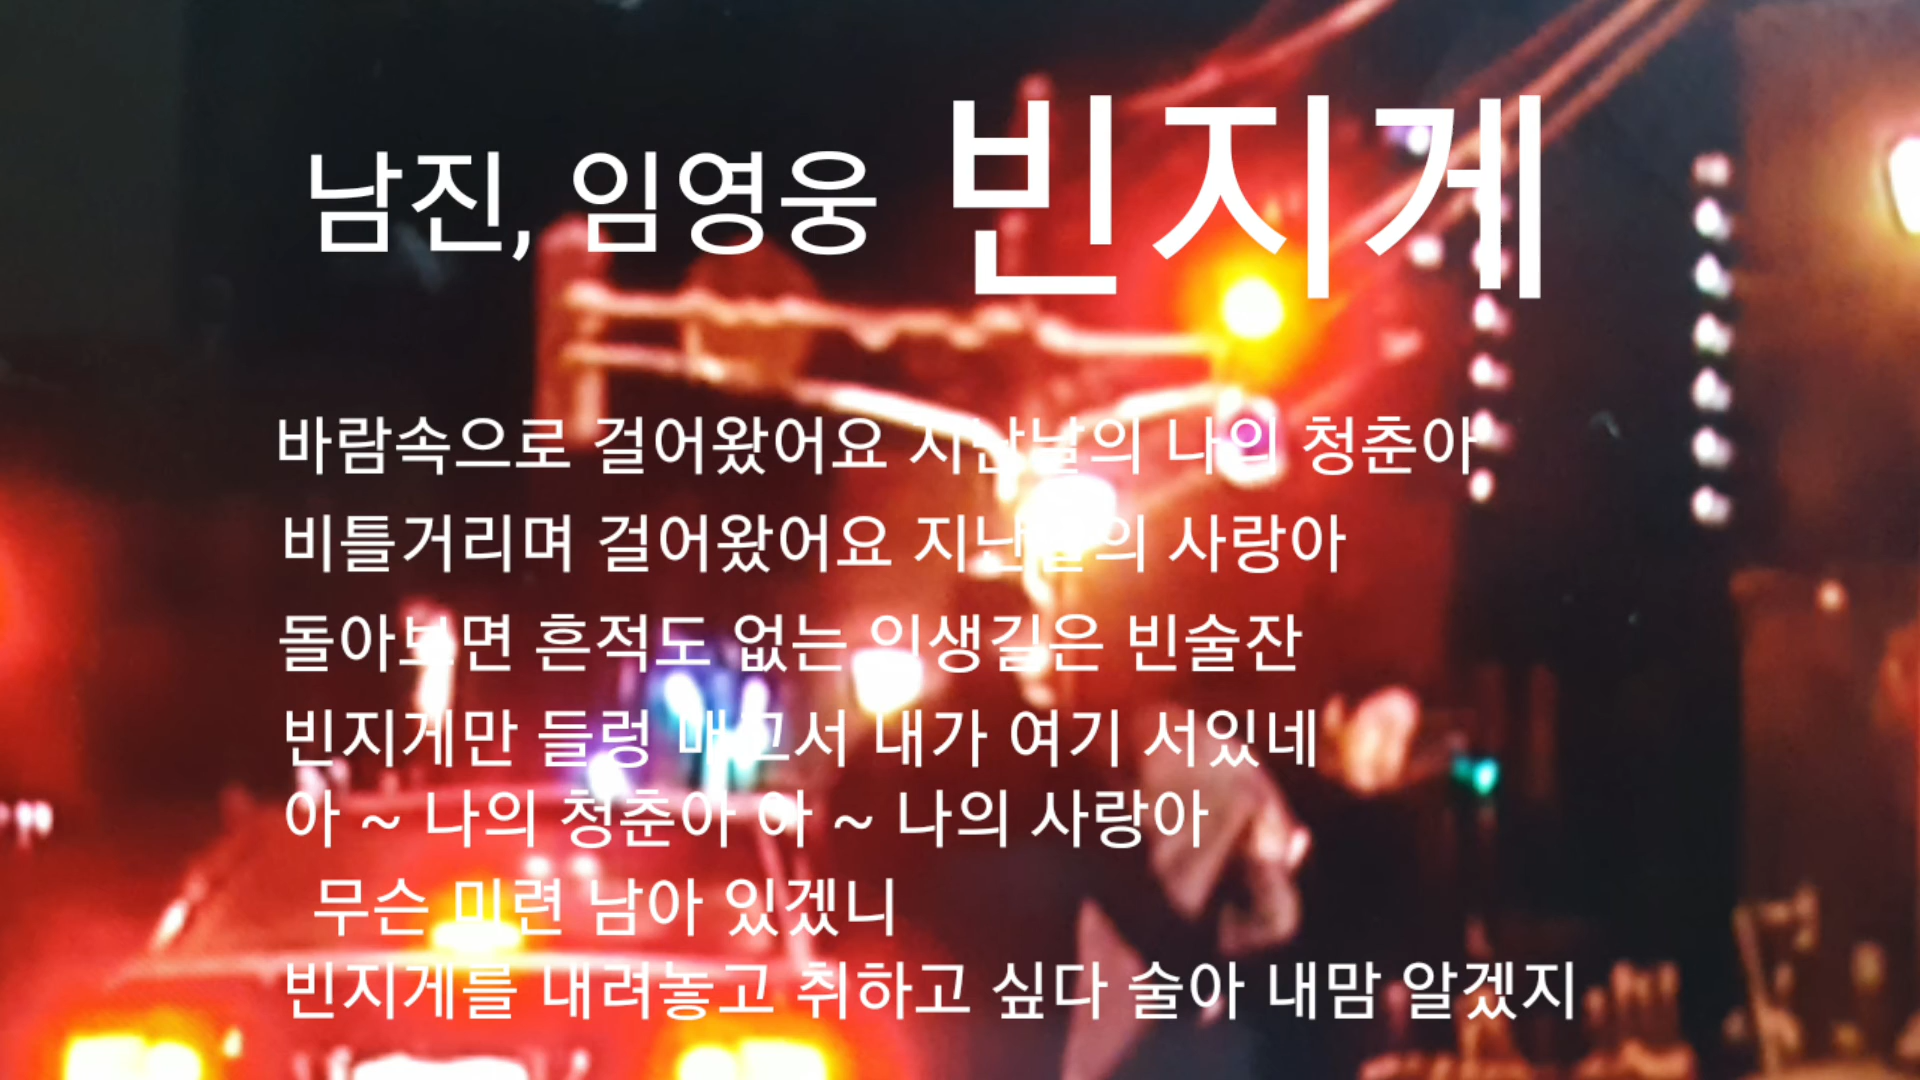 남진, 임영웅 빈지게
바람속으로 걸어왔어요 지난날의 나의 청춘아
비틀거리며 걸어왔어요 지난날의 사랑아
돌아보면 흔적도 없는 인생길은 빈술잔
빈지게만 들렁 매고서 내가 여기 서있네
아 ~ 나의 청춘아 아 ~ 나의 사랑아
무슨 미련 남아 있겠니
빈지게를 내려놓고 취하고 싶다 술아 내맘 알겠지